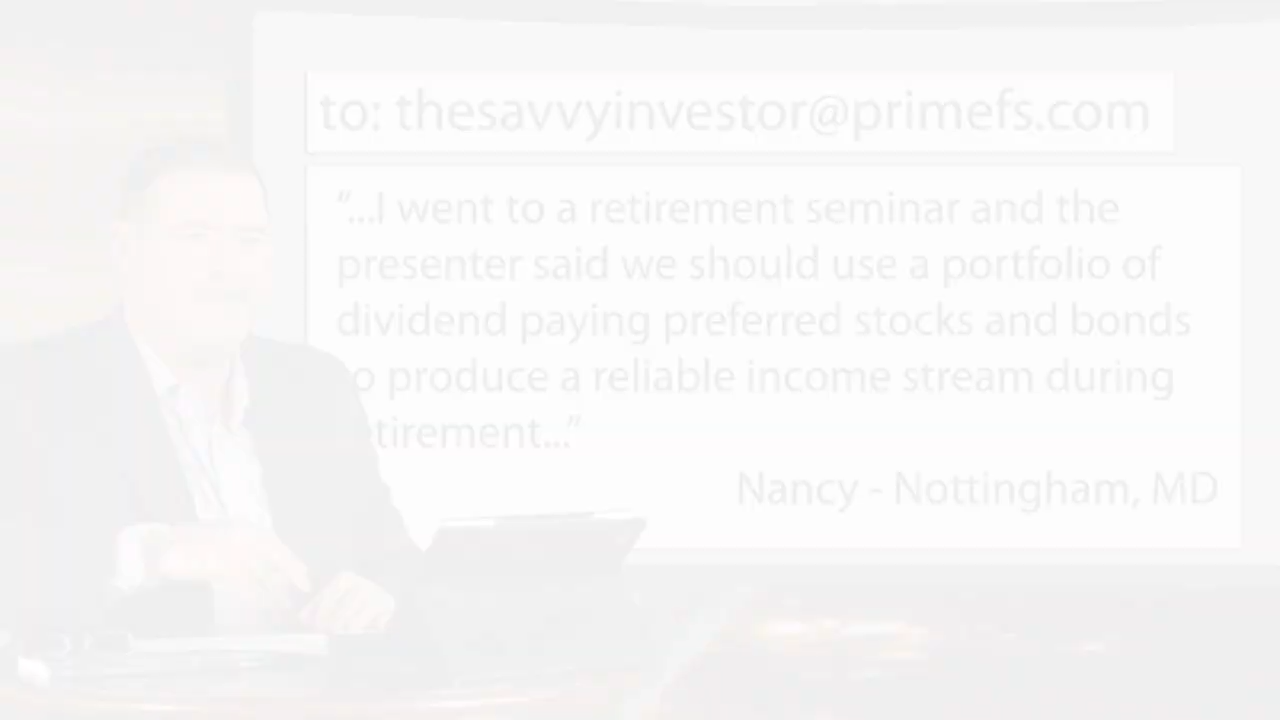 to: thesavvyinvestor@primefs.com
"...I went to a retirement seminar and the
presenter said we should use a portfolio of
dividend paying preferred stocks and bonds
o produce a reliable income stream during
tirement..."
Nancy - Nottingham, MD